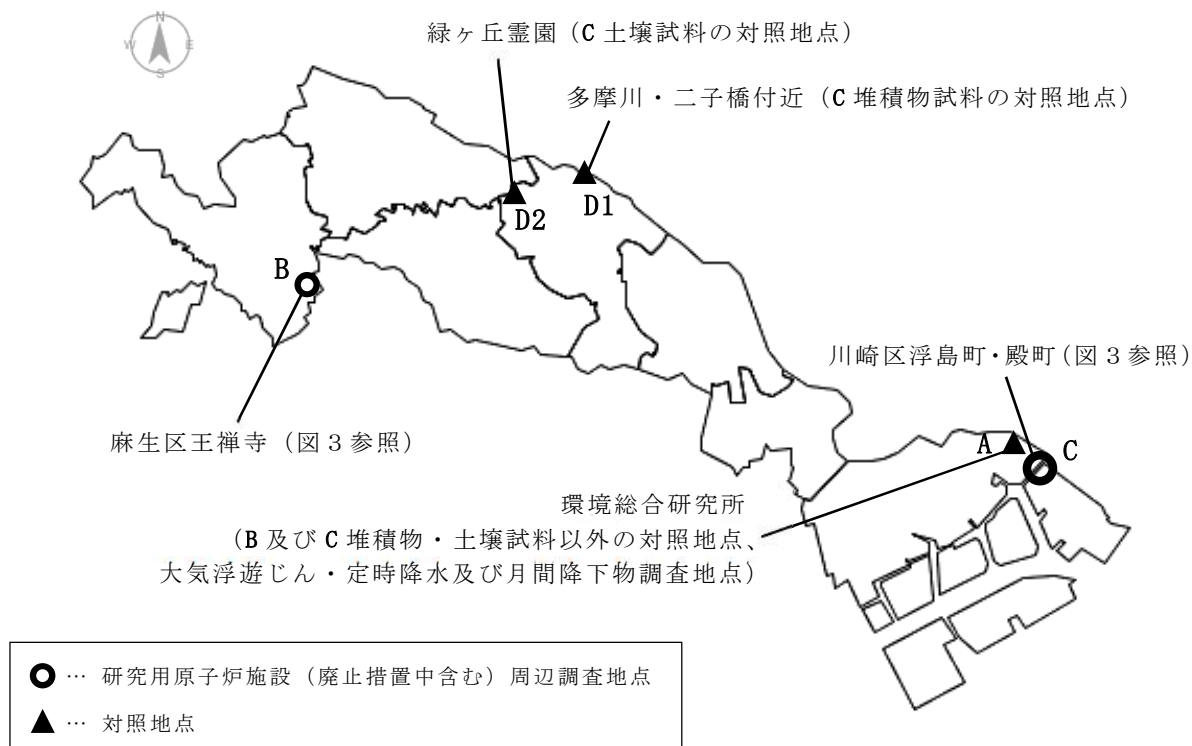 N
W E
S
緑ヶ丘霊園（C 土壌試料の対照地点）
多摩川・二子橋付近（C 堆積物試料の対照地点）
D2
D1
B
川崎区浮島町・殿町（図３参照）
麻生区王禅寺（図３参照）
A
C
環境総合研究所
（B 及び C 堆積物・土壌試料以外の対照地点、
大気浮遊じん・定時降水及び月間降下物調査地点）
… 研究用原子炉施設（廃止措置中含む）周辺調査地点
… 対照地点